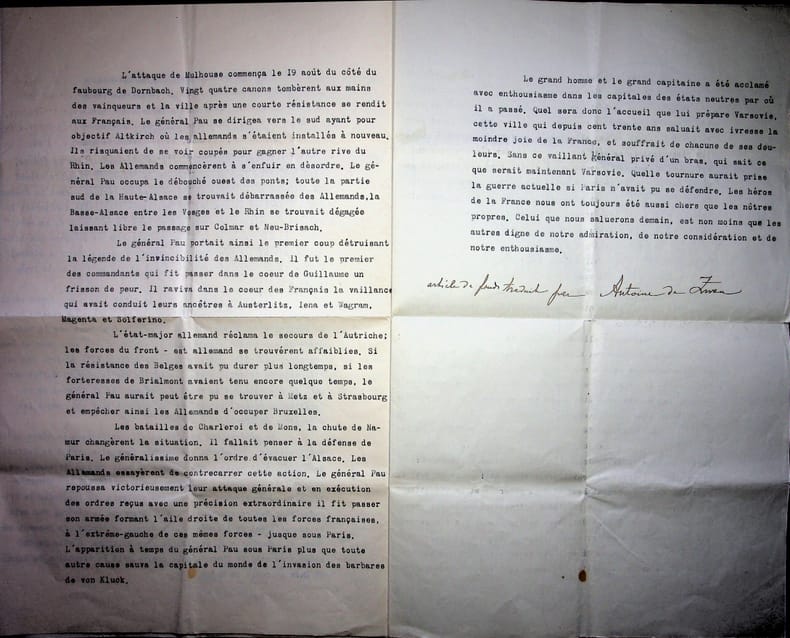 L'attaque de Mulhouse commença le 19 août du côté du
faubourg de Dornbach. Vingt quatre canons tombèrent aux mains
des vainqueurs et la ville après une courte résistance se rendit
aux Français. Le général Pau se dirigea vers le sud ayant pour
objectif Altkirch où les allemands s'étaient installés à nouveau.
Ils risquaient de se voir coupés pour gagner l'autre rive du
Rhin. Les Allemands commencèrent à s'enfuir en désordre. Le gé-
néral Pau occupa le débouché ouest des ponts; toute la partie
sud de la Haute-Alsace se trouvait débarrassée des Allemands.la
Basse-Alsace entre les Vosges et le Rhin se trouvait dégagée
laissant libre le passage sur Colmar et Neu-Brisach.
Le général Pau portait ainsi le premier coup détruisant
la légende de l'invincibilité des Allemands. Il fut le premier
des commandants qui fit passer dans le coeur de Guillaume un
frisson de peur. Il raviva dans le coeur des Français la vaillance
qui avait conduit leurs ancêtres à Austerlitz. Iena et Wagram.
Magenta et Solferino.
L'état-major allemand réclama le secours de l'Autriche;
les forces du front - est allemand se trouvèrent affaiblies. Si
la résistance des Belges avait pu durer plus longtemps, si les
forteresses de Brialmont avaient tenu encore quelque temps, le
général Pau aurait peut être pu se trouver à Metz et à Strasbourg
et empêcher ainsi les Allemands d'occuper Bruxelles.
Les batailles de Charleroi et de Mons, la chute de Na-
mur changèrent la situation. Il fallait penser à la défense de
Paris. Le généralissime donna l'ordre d'évacuer l'Alsace. Les
Allemands essayèrent de contrecarrer cette action. Le général Pau
repoussa victorieusement leur attaque générale et en exécution
des ordres reçus avec une précision extraordinaire il fit passer
son armée formant l'aile droite de toutes les forces françaises,
à l'extrême-gauche de ces mêmes forces - jusque sous Paris.
L'apparition à temps du général Pau sous Paris plus que toute
autre cause sauva la capitale du monde de l'invasion des barbares
de von Kluck.
Le grand homme et le grand capitaine a été acclamé
avec enthousiasme dans les capitales des états neutres par où
il a passé. Quel sera donc l'accueil que lui prépare Varsovie,
cette ville qui depuis cent trente ans saluait avec ivresse la
moindre joie de la France, et souffrait de chacune de ses dou-
leurs. Sans ce vaillant général privé d'un bras, qui sait ce
que serait maintenant Varsovie. Quelle tournure aurait prise
la guerre actuelle si Paris n'avait pu se défendre. Les héros
de la France nous ont toujours été aussi chers que les nôtres
propres. Celui que nous saluerons demain, est non moins que les
autres digne de notre admiration, de notre considération et de
notre enthousiasme.
article de fonds traduit par Antoine de